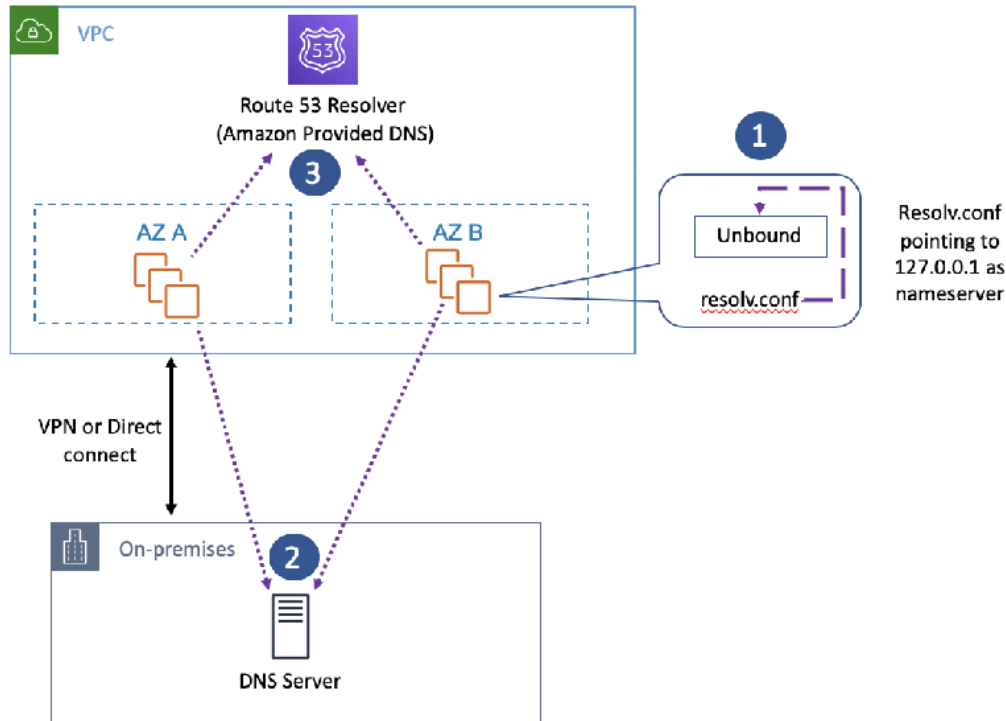 VPC
53
Route 53 Resolver
(Amazon Provided DNS)
1
3
AZ A
AZ B
Unbound
resolv.conf
Resolv.conf
pointing to
127.0.0.1 as
nameserver
VPN or Direct
connect
On-premises
2
DNS Server